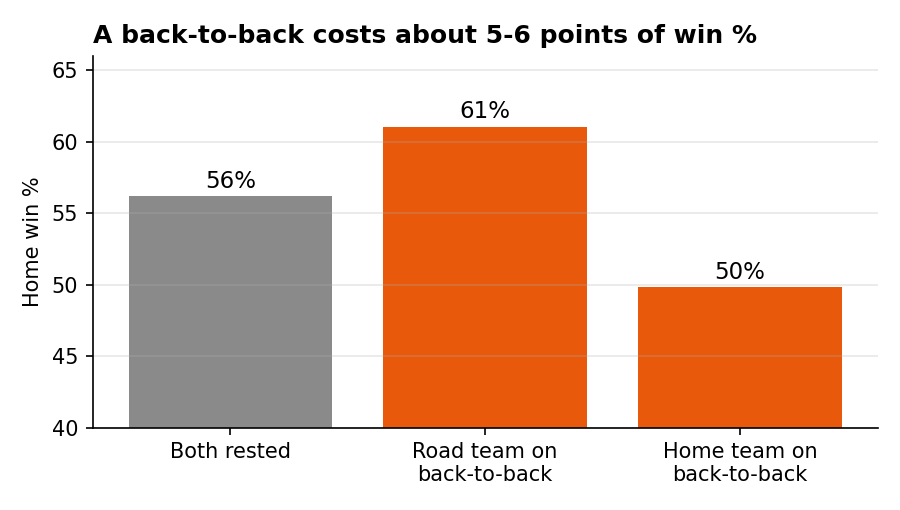 A back-to-back costs about 5-6 points of win %
65
60
55
50
45
40
Home win %
56%
61%
50%
Both rested
Road team on
back-to-back
Home team on
back-to-back